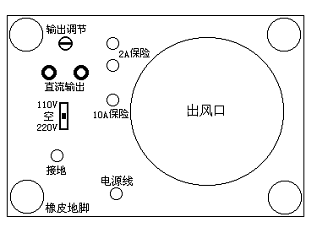 输出调节
2A保险
直流输出
110V
空
220V
10A保险
出风口
接地
电源线
橡皮地脚